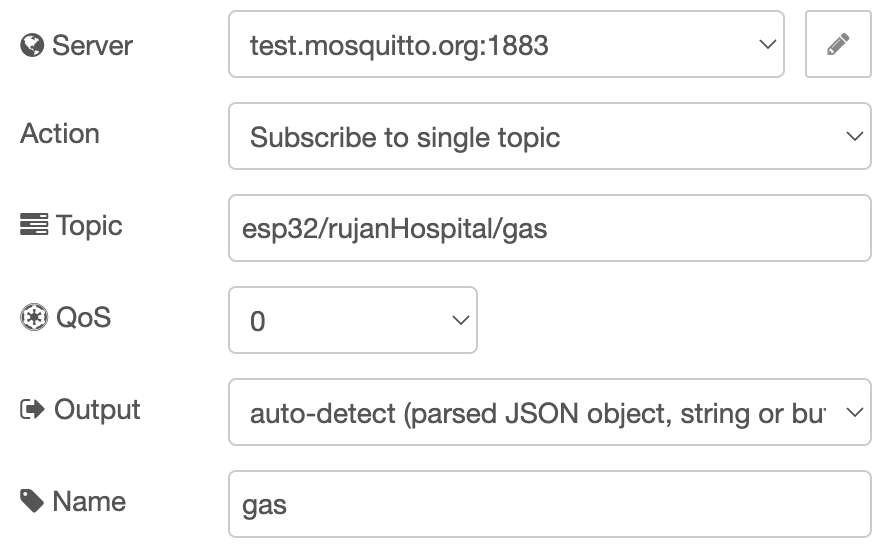 Server test.mosquitto.org:1883
Action Subscribe to single topic
Topic esp32/rujanHospital/gas
QoS 0
Output auto-detect (parsed JSON object, string or bu
Name gas